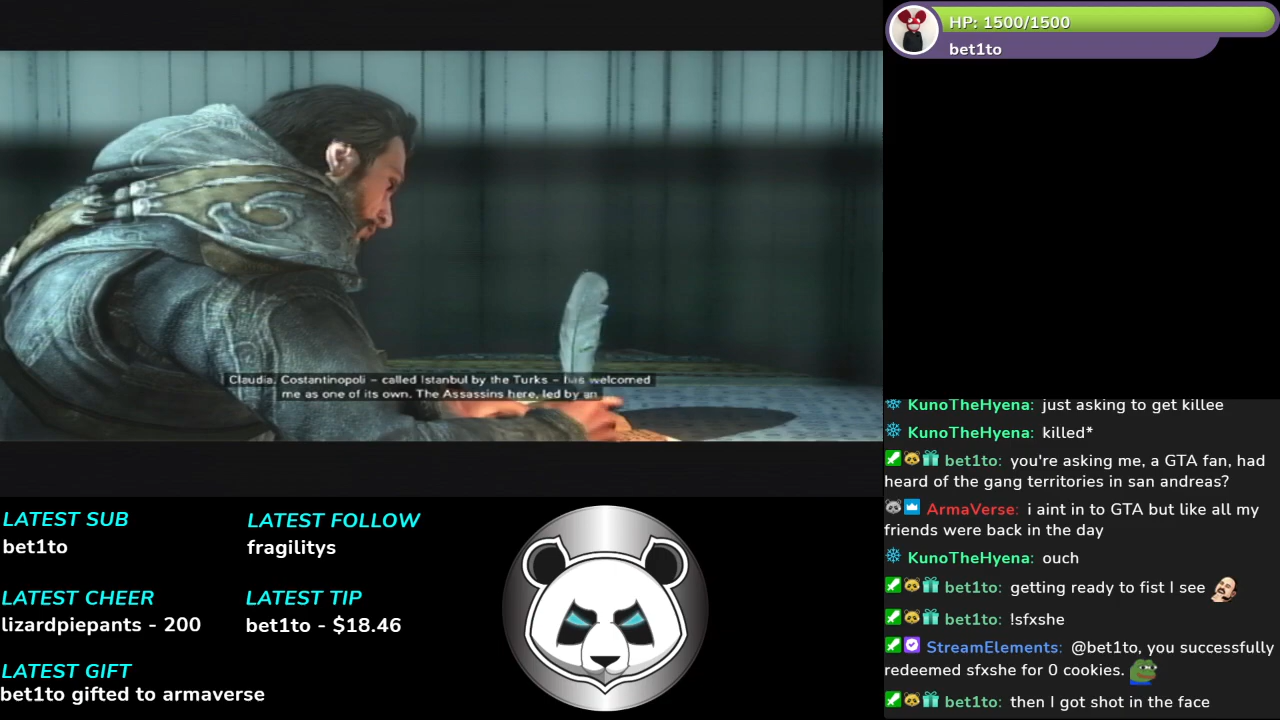 HP: 1500/1500
bet1to
Claudia. Costantinopoli - called Istanbul by the Turks - has welcomed
me as one of its own. The Assassins here, led by an
KunoTheHyena: just asking to get killee
KunoTheHyena: killed*
bet1to: you're asking me, a GTA fan, had
heard of the gang territories in san andreas?
ArmaVerse: i aint in to GTA but like all my
friends were back in the day
KunoTheHyena: ouch
bet1to: getting ready to fist I see
bet1to: !sfxshe
StreamElements: @bet1to, you successfully
redeemed sfxshe for 0 cookies.
bet1to: then I got shot in the face
LATEST SUB
bet1to
LATEST FOLLOW
fragilitys
LATEST CHEER
lizardpiepants - 200
LATEST TIP
bet1to - $18.46
LATEST GIFT
bet1to gifted to armaverse